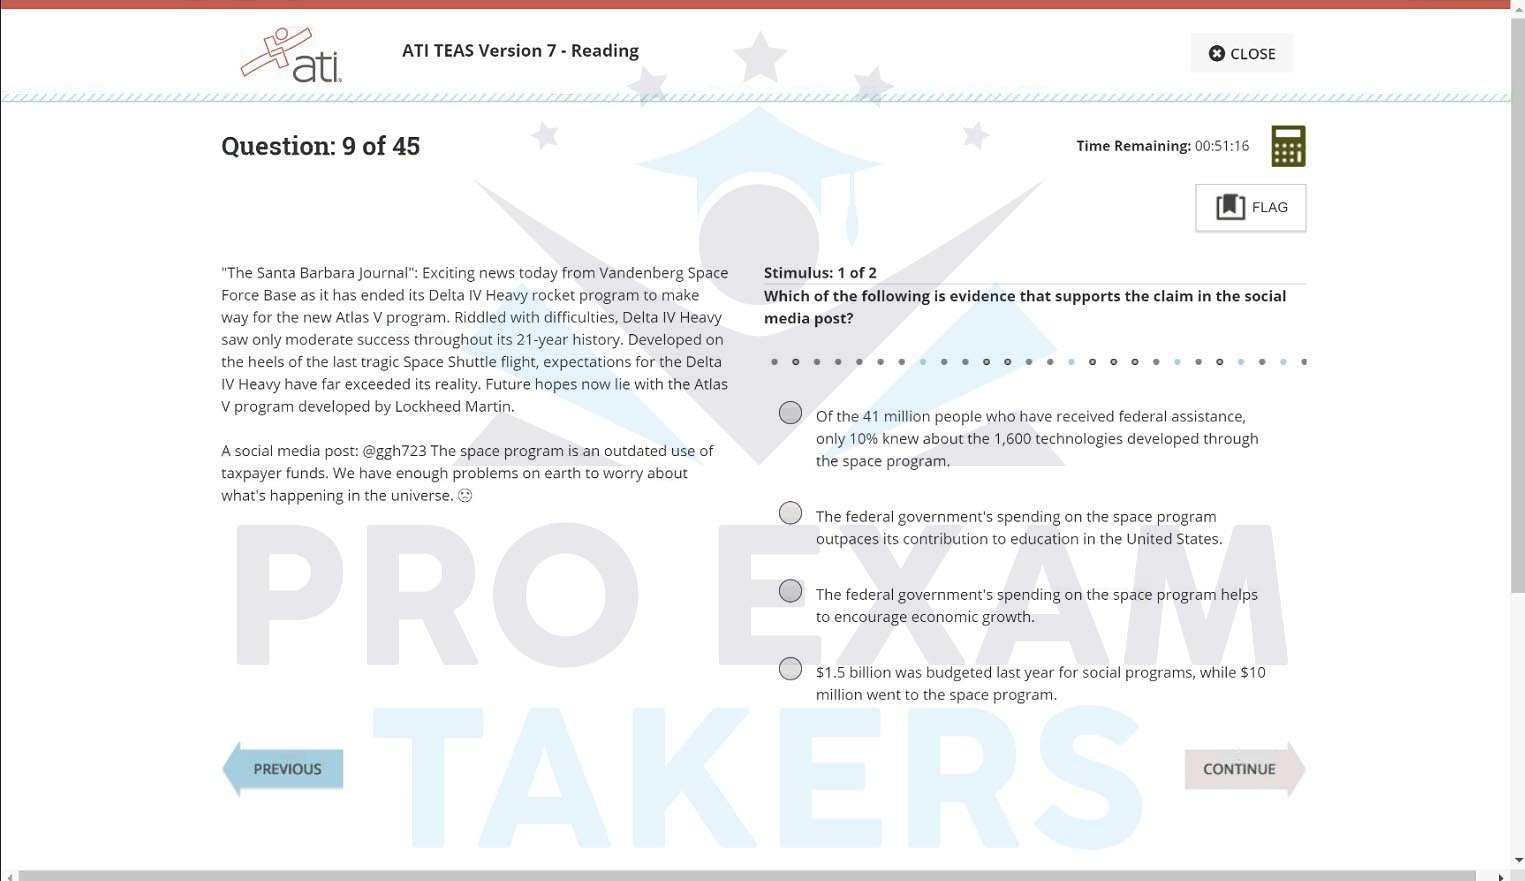 ati
ATI TEAS Version 7 - Reading
CLOSE
Question: 9 of 45
Time Remaining: 00:51:16
FLAG
"The Santa Barbara Journal": Exciting news today from Vandenberg Space
Force Base as it has ended its Delta IV Heavy rocket program to make
way for the new Atlas V program. Riddled with difficulties, Delta IV Heavy
saw only moderate success throughout its 21-year history. Developed on
the heels of the last tragic Space Shuttle flight, expectations for the Delta
IV Heavy have far exceeded its reality. Future hopes now lie with the Atlas
V program developed by Lockheed Martin.
A social media post: @ggh723 The space program is an outdated use of
taxpayer funds. We have enough problems on earth to worry about
what's happening in the universe. ☹
Stimulus: 1 of 2
Which of the following is evidence that supports the claim in the social
media post?
Of the 41 million people who have received federal assistance,
only 10% knew about the 1,600 technologies developed through
the space program.
The federal government's spending on the space program
outpaces its contribution to education in the United States.
The federal government's spending on the space program helps
to encourage economic growth.
$1.5 billion was budgeted last year for social programs, while $10
million went to the space program.
PRO EXAM
TAKERS
PREVIOUS
CONTINUE